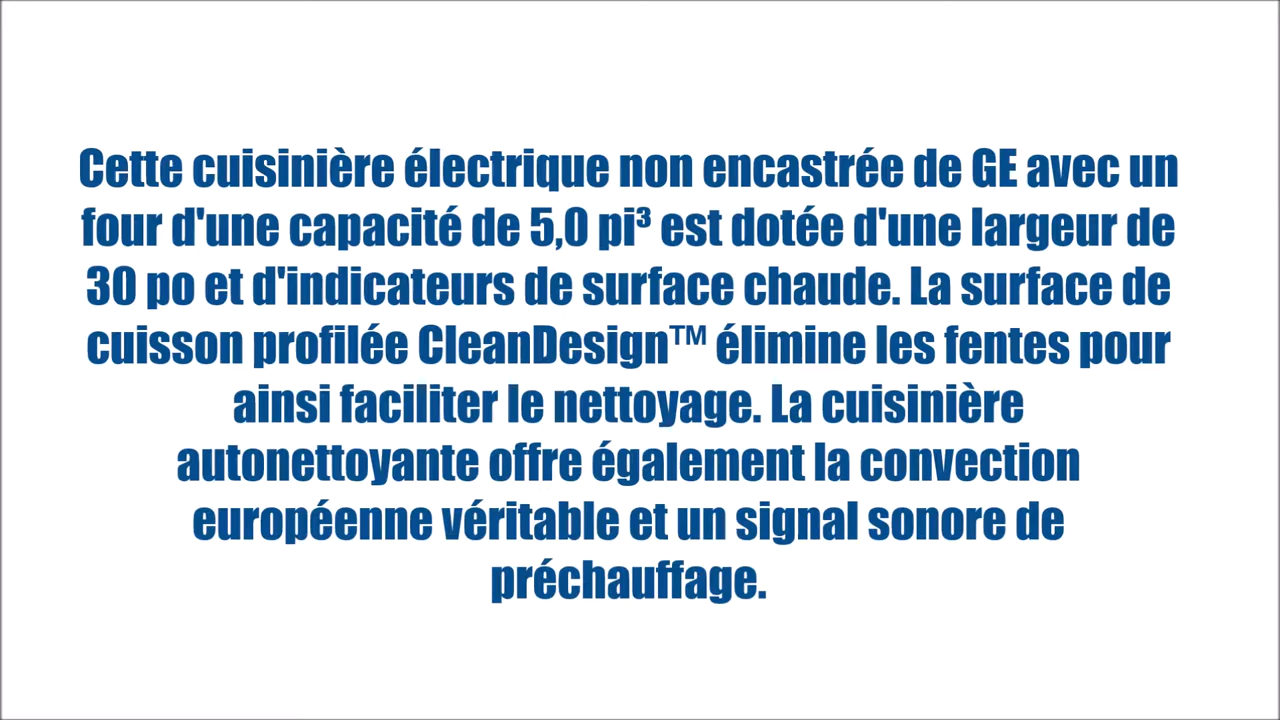 Cette cuisinière électrique non encastrée de GE avec un
four d'une capacité de 5,0 pi³ est dotée d'une largeur de
30 po et d'indicateurs de surface chaude. La surface de
cuisson profilée CleanDesign™ élimine les fentes pour
ainsi faciliter le nettoyage. La cuisinière
autonettoyante offre également la convection
européenne véritable et un signal sonore de
préchauffage.